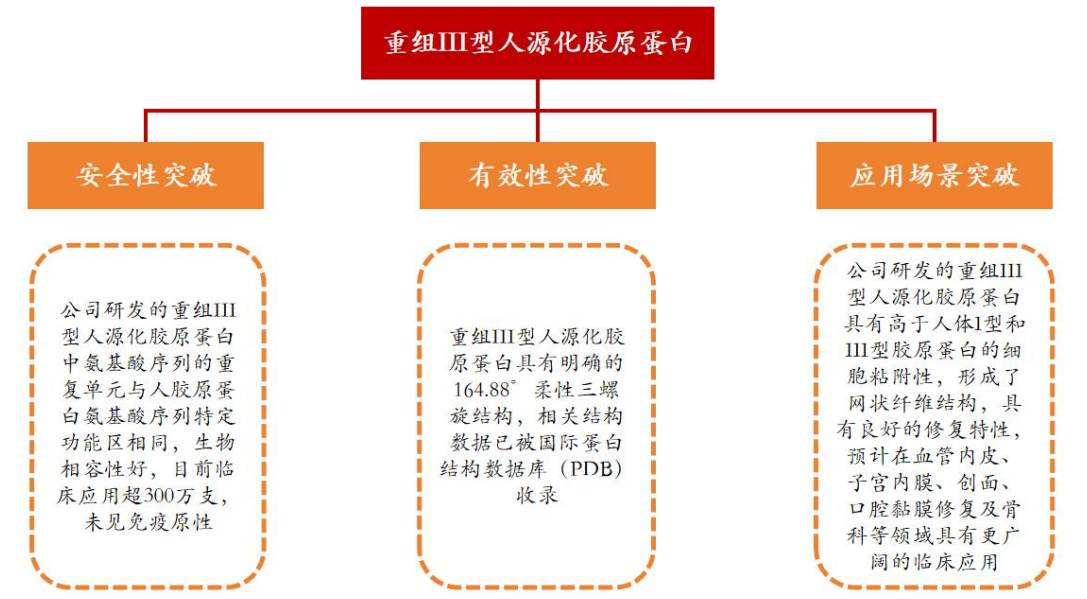 重组III型人源化胶原蛋白
安全性突破
有效性突破
应用场景突破
公司研发的重组III
型人源化胶原蛋白
中氨基酸序列的重
复单元与人胶原蛋
白氨基酸序列特定
功能区相同，生物
相容性好，目前临
床应用超300万支，
未见免疫原性
重组III型人源化胶
原蛋白具有明确的
164.88°柔性三螺
旋结构，相关结构
数据已被国际蛋白
结构数据库（PDB）
收录
公司研发的重组III
型人源化胶原蛋白
具有高于人体I型和
III型胶原蛋白的细
胞粘附性，形成了
网状纤维结构，具
有良好的修复特性，
预计在血管内皮、
子宫内膜、创面、
口腔黏膜修复及骨
科等领域具有更广
阔的临床应用